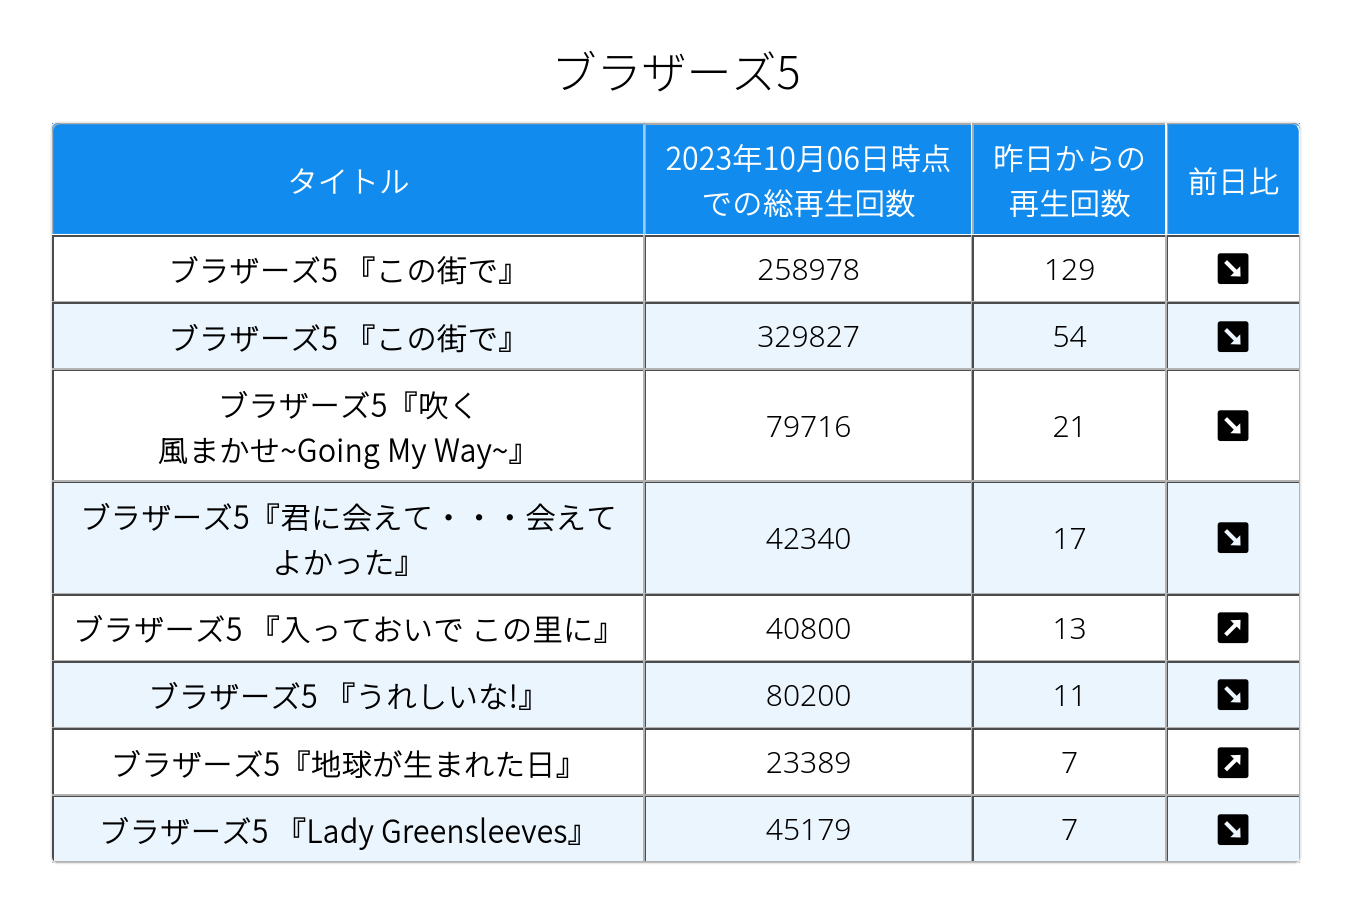 ブラザーズ5
タイトル
2023年10月06日時点
での総再生回数
昨日からの
再生回数
前日比
ブラザーズ5 『この街で』
258978
129
ブラザーズ5 『この街で』
329827
54
ブラザーズ5『吹く
風まかせ~Going My Way~』
79716
21
ブラザーズ5『君に会えて・・・会えて
よかった』
42340
17
ブラザーズ5 『入っておいで この里に』
40800
13
ブラザーズ5 『うれしいな!』
80200
11
ブラザーズ5『地球が生まれた日』
23389
7
ブラザーズ5 『Lady Greensleeves』
45179
7